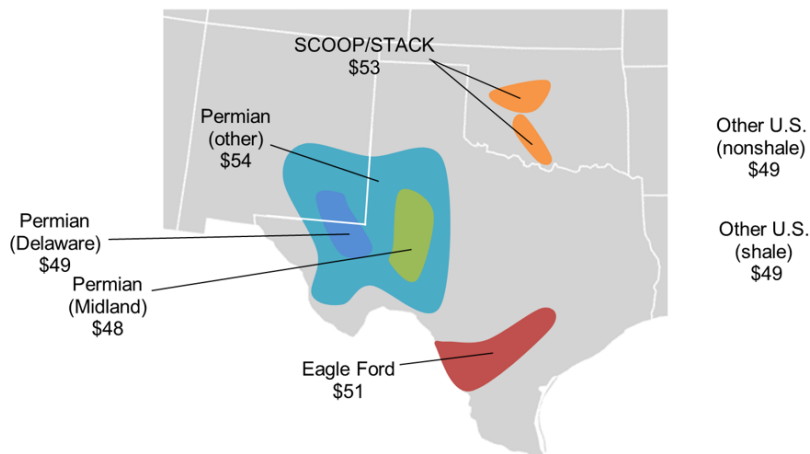 SCOOP/STACK
$53
Permian
(other)
$54
Other U.S.
(nonshale)
$49
Permian
(Delaware)
$49
Other U.S.
(shale)
$49
Permian
(Midland)
$48
Eagle Ford
$51